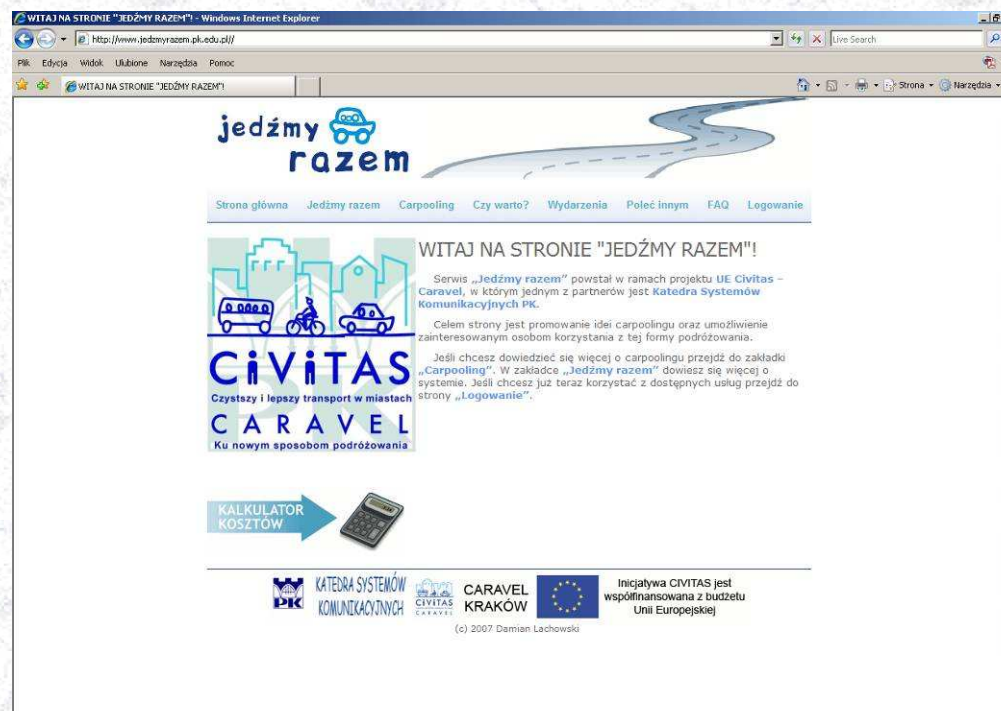 WITAJ NA STRONIE "JEDŹMY RAZEM"! - Windows Internet Explorer
http://www.jedzmyrazem.pk.edu.pl//
Live Search
Plik Edycja Widok Ulubione Narzędzia Pomoc
WITAJ NA STRONIE "JEDŹMY RAZEM"!
Strona Narzędzia
jedźmy
razem
Strona główna Jedźmy razem Carpooling Czy warto? Wydarzenia Poleć innym FAQ Logowanie
WITAJ NA STRONIE "JEDŹMY RAZEM"!
Serwis „Jedźmy razem” powstał w ramach projektu UE Civitas –
Caravel, w którym jednym z partnerów jest Katedra Systemów
Komunikacyjnych PK.
Celem strony jest promowanie idei carpoolingu oraz umożliwienie
zainteresowanym osobom korzystania z tej formy podróżowania.
Jeśli chcesz dowiedzieć się więcej o carpoolingu przejdź do zakładki
„Carpooling”. W zakładce „Jedźmy razem” dowiesz się więcej o
systemie. Jeśli chcesz już teraz korzystać z dostępnych usług przejdź do
strony „Logowanie”.
PK
CiViTAS
Czystszy i lepszy transport w miastach
CARAVEL
Ku nowym sposobom podróżowania
KALKULATOR
KOSZTÓW
PK
KATEDRA SYSTEMÓW
KOMUNIKACYJNYCH
CiViTAS
CARAVEL
CARAVEL
KRAKÓW
Inicjatywa CIVITAS jest
współfinansowana z budżetu
Unii Europejskiej
(c) 2007 Damian Lachowski